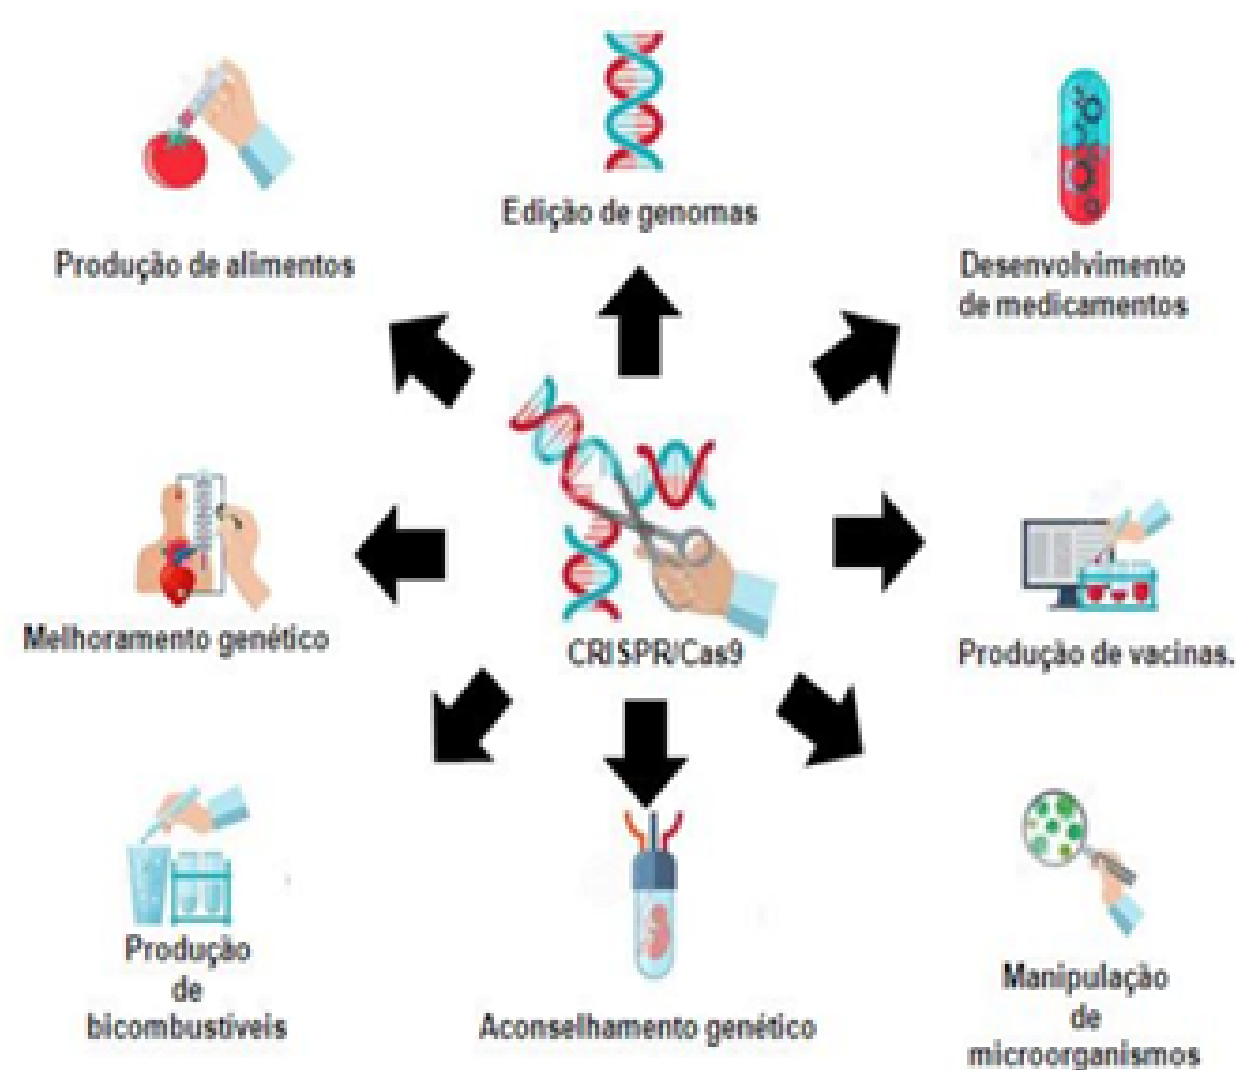 Edição de genomas
Produção de alimentos
Desenvolvimento
de medicamentos
Melhoramento genético
CRISPR/Cas9
Produção de vacinas.
Produção
de
bicombustíveis
Aconselhamento genético
Manipulação
de
microorganismos